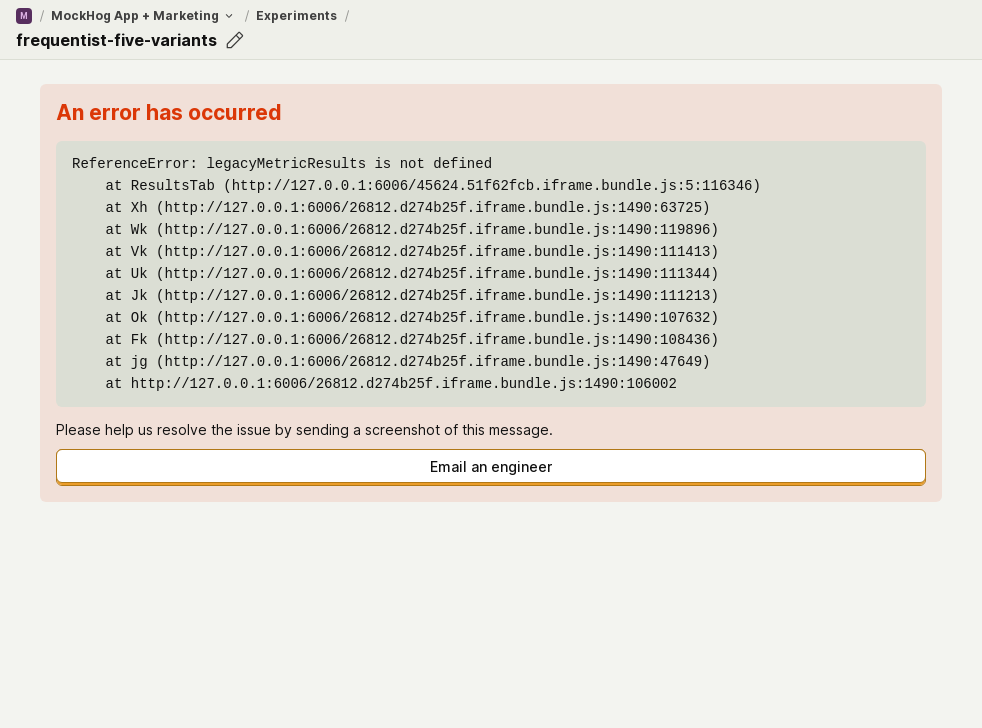 M / MockHog App + Marketing / Experiments /
frequentist-five-variants
An error has occurred
ReferenceError: legacyMetricResults is not defined
    at ResultsTab (http://127.0.0.1:6006/45624.51f62fcb.iframe.bundle.js:5:116346)
    at Xh (http://127.0.0.1:6006/26812.d274b25f.iframe.bundle.js:1490:63725)
    at Wk (http://127.0.0.1:6006/26812.d274b25f.iframe.bundle.js:1490:119896)
    at Vk (http://127.0.0.1:6006/26812.d274b25f.iframe.bundle.js:1490:111413)
    at Uk (http://127.0.0.1:6006/26812.d274b25f.iframe.bundle.js:1490:111344)
    at Jk (http://127.0.0.1:6006/26812.d274b25f.iframe.bundle.js:1490:111213)
    at Ok (http://127.0.0.1:6006/26812.d274b25f.iframe.bundle.js:1490:107632)
    at Fk (http://127.0.0.1:6006/26812.d274b25f.iframe.bundle.js:1490:108436)
    at jg (http://127.0.0.1:6006/26812.d274b25f.iframe.bundle.js:1490:47649)
    at http://127.0.0.1:6006/26812.d274b25f.iframe.bundle.js:1490:106002
Please help us resolve the issue by sending a screenshot of this message.
Email an engineer